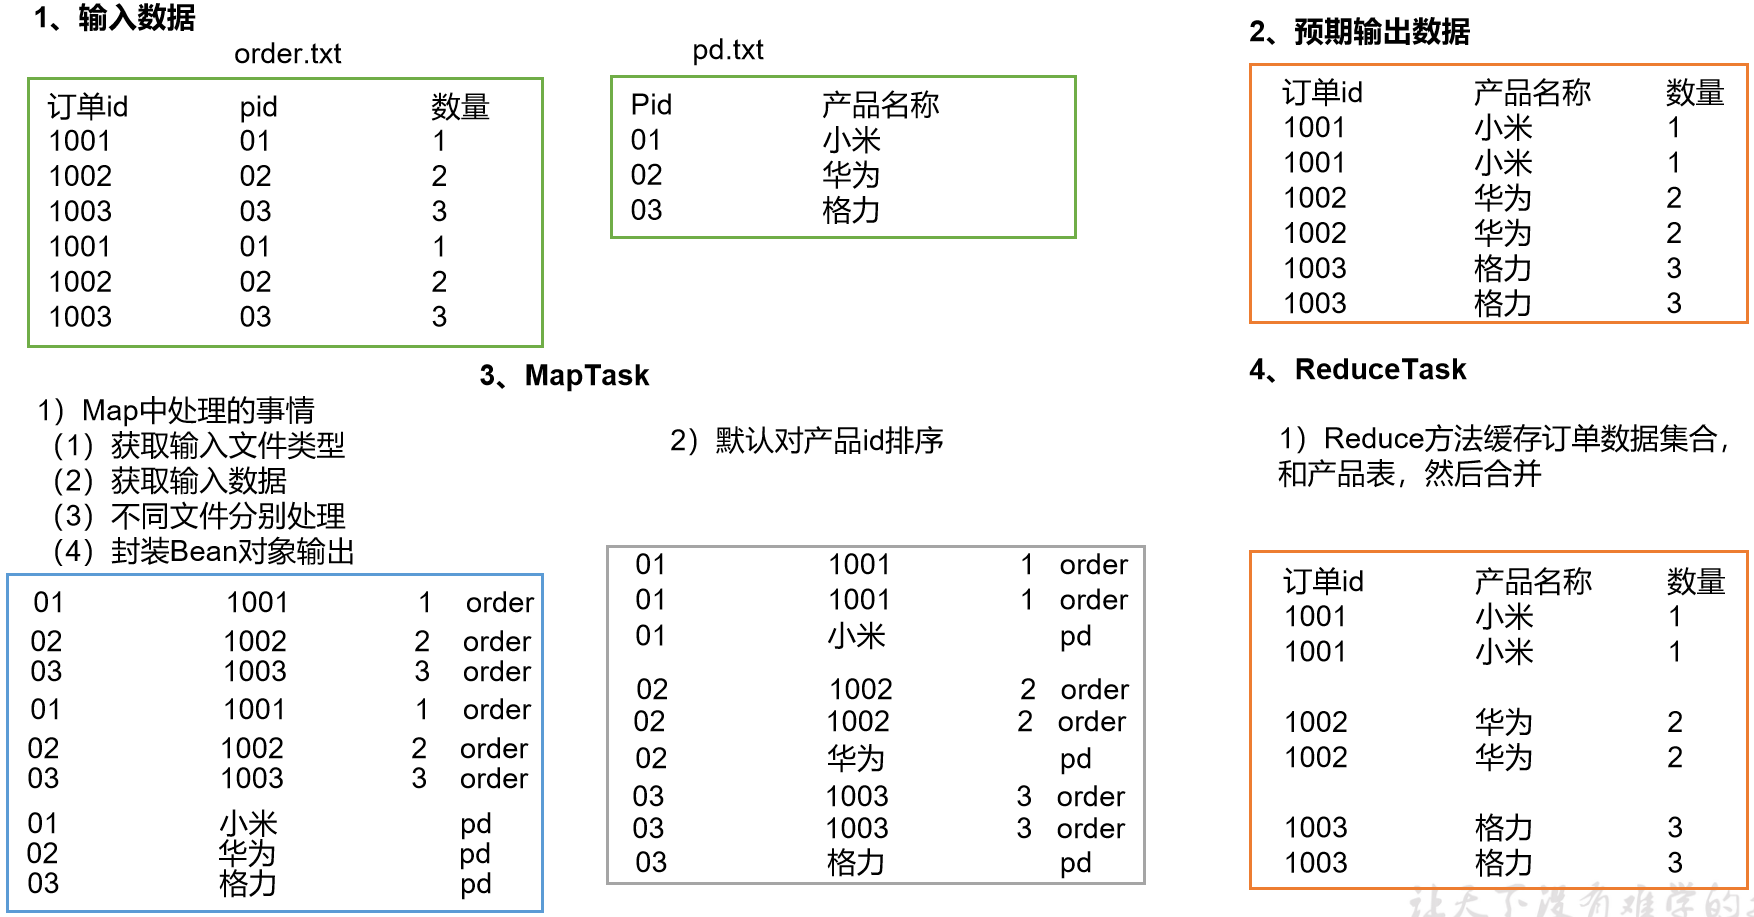 1、输入数据
order.txt
订单id pid 数量
1001 01 1
1002 02 2
1003 03 3
1001 01 1
1002 02 2
1003 03 3
pd.txt
Pid 产品名称
01 小米
02 华为
03 格力
2、预期输出数据
订单id 产品名称 数量
1001 小米 1
1001 小米 1
1002 华为 2
1002 华为 2
1003 格力 3
1003 格力 3
3、MapTask
1）Map中处理的事情
（1）获取输入文件类型
（2）获取输入数据
（3）不同文件分别处理
（4）封装Bean对象输出
01 1001 1 order
02 1002 2 order
03 1003 3 order
01 1001 1 order
02 1002 2 order
03 1003 3 order
01 小米 pd
02 华为 pd
03 格力 pd
2）默认对产品id排序
01 1001 1 order
01 1001 1 order
01 小米 pd
02 1002 2 order
02 1002 2 order
02 华为 pd
03 1003 3 order
03 1003 3 order
03 格力 pd
4、ReduceTask
1）Reduce方法缓存订单数据集合，
和产品表，然后合并
订单id 产品名称 数量
1001 小米 1
1001 小米 1
1002 华为 2
1002 华为 2
1003 格力 3
1003 格力 3
让天下没有难学的